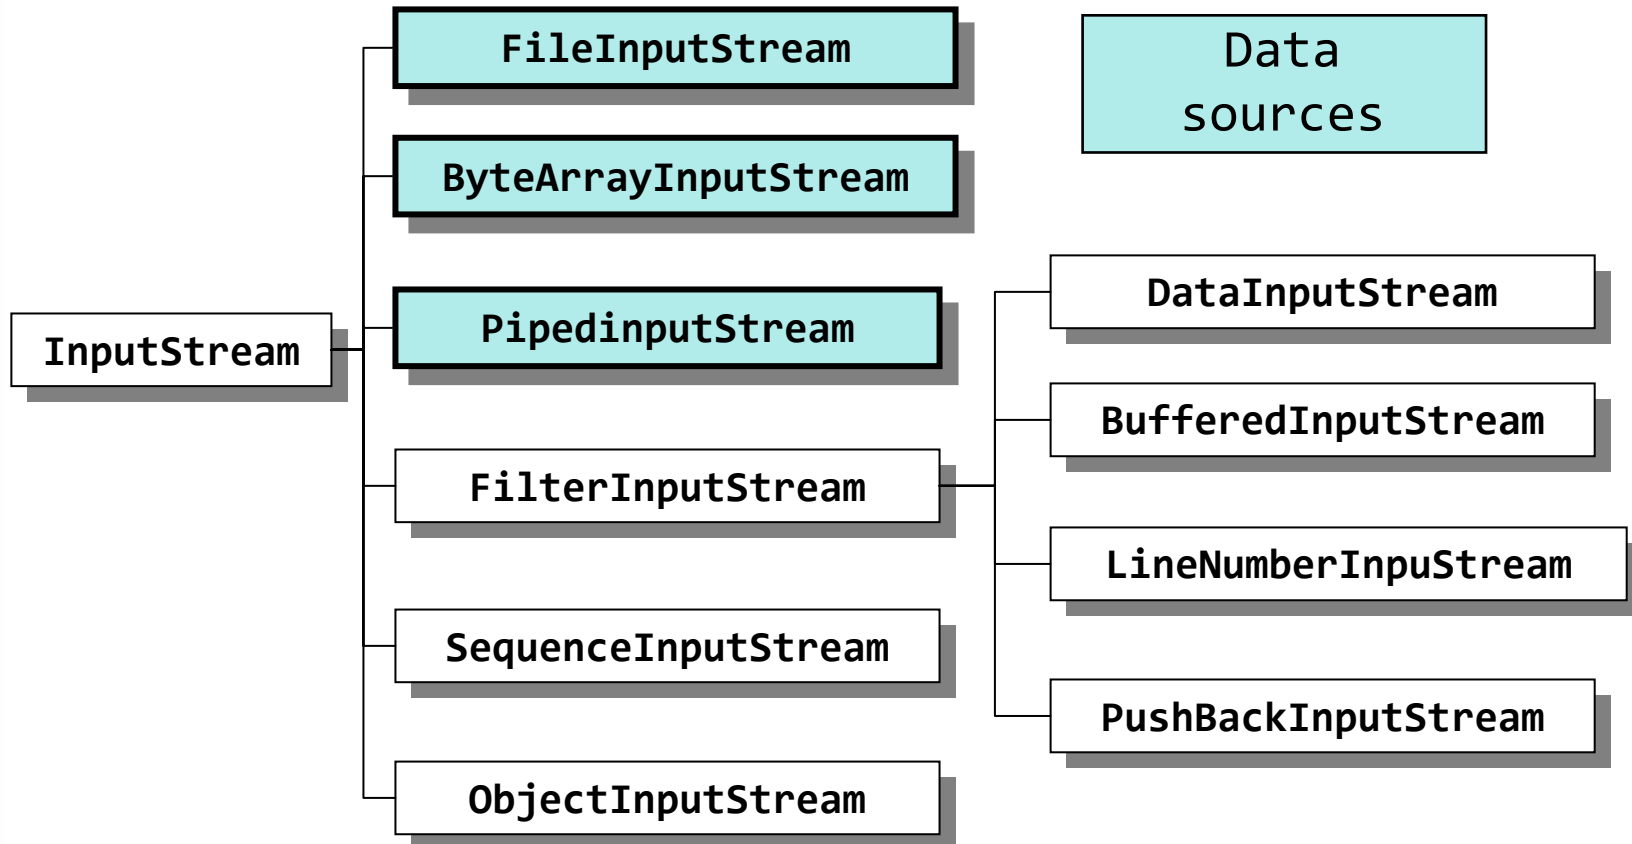 FileInputStream
Data
sources
ByteArrayInputStream
PipedinputStream
InputStream
DataInputStream
BufferedInputStream
FilterInputStream
LineNumberInpuStream
SequenceInputStream
PushBackInputStream
ObjectInputStream